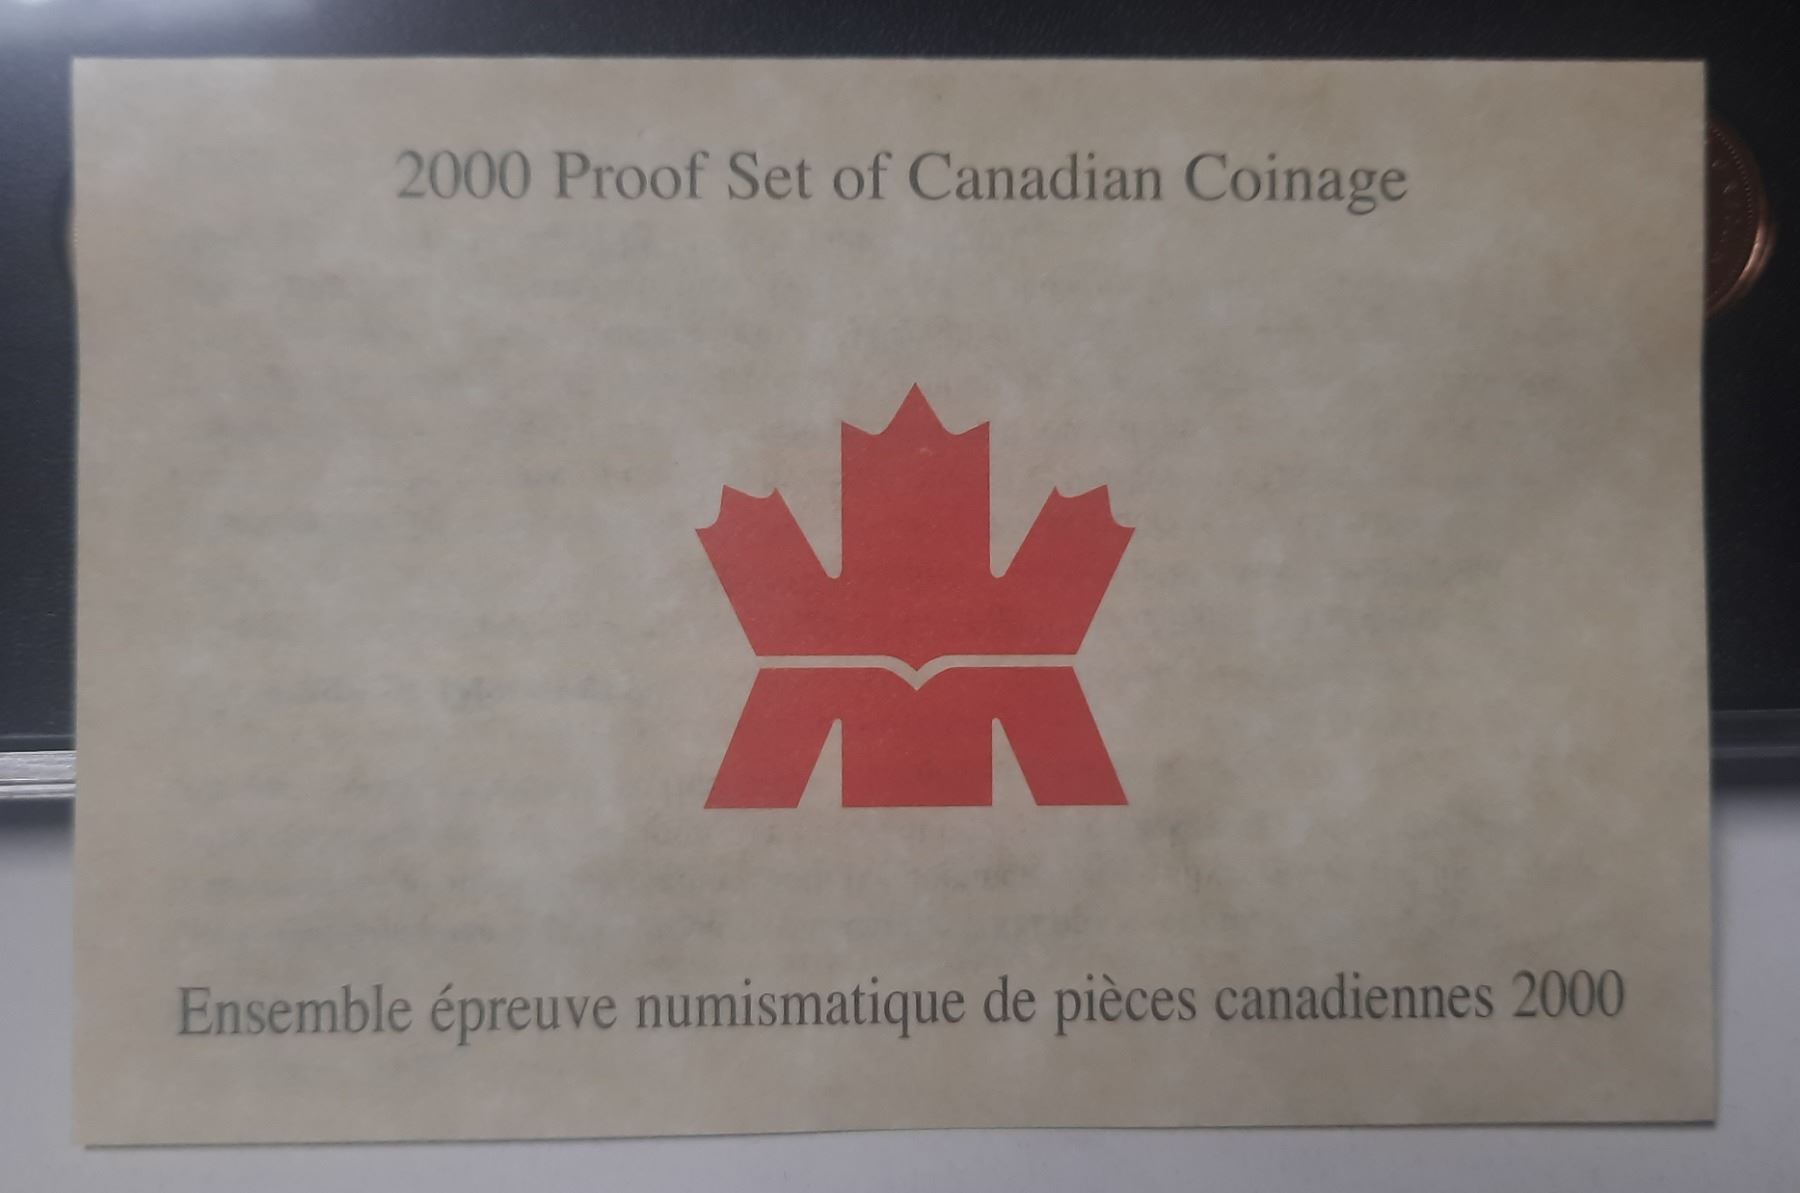 2000 Proof Set of Canadian Coinage
Ensemble épreuve numismatique de pièces canadiennes 2000